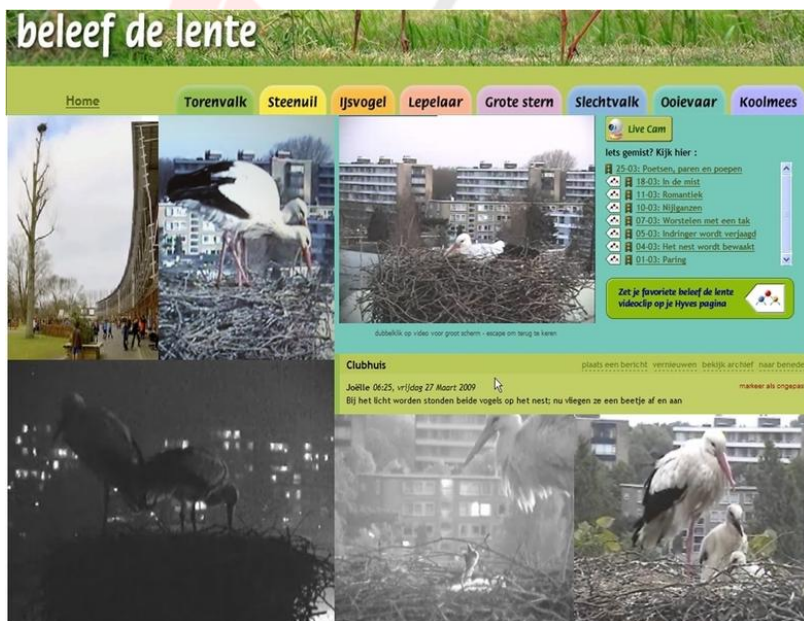 beleef de lente
Home Torenvalk Steenuil Ijsvogel Lepelaar Grote stern Slechtvalk Ooievaar Koolmees
Live Cam
Iets gemist? Kijk hier :
25-03: Poetsen, paren en poepen
18-03: In de mist
11-03: Romantiek
10-03: Nijlganzen
07-03: Worstelen met een tak
05-03: Indringer wordt verjaagd
04-03: Het nest wordt bewaakt
01-03: Paring
Zet je favoriete beleef de lente
videoclip op je Hyves pagina
dubbelklik op video voor groot scherm - escape om terug te keren
Clubhuis plaats een bericht vernieuwen bekijk archief naar benede
Joëlle 06:25, vrijdag 27 Maart 2009 markeer als ongepas
Bij het licht worden stonden beide vogels op het nest; nu vliegen ze een beetje af en aan